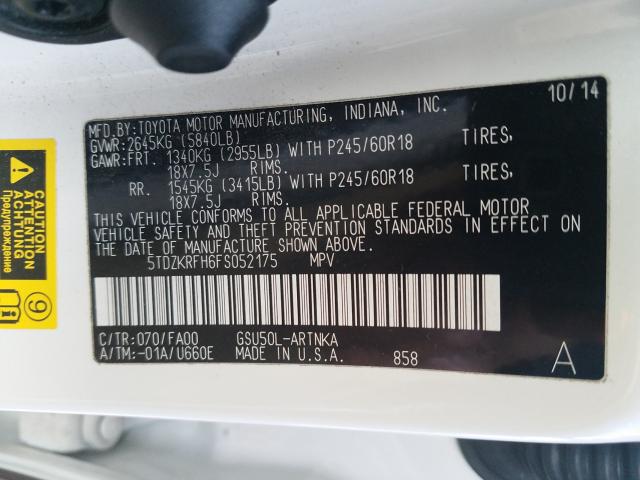 10/14
MFD.BY:TOYOTA MOTOR MANUFACTURING, INDIANA, INC.
GVWR:2645KG (5840LB)
GAWR:FRT. 1340KG (2955LB) WITH P245/60R18 TIRES,
18X7.5J RIMS.
RR. 1545KG (3415LB) WITH P245/60R18 TIRES,
18X7.5J RIMS.
THIS VEHICLE CONFORMS TO ALL APPLICABLE FEDERAL MOTOR
VEHICLE SAFETY AND THEFT PREVENTION STANDARDS IN EFFECT ON
THE DATE OF MANUFACTURE SHOWN ABOVE.
5TDZKRFH6FS052175 MPV
C/TR:070/FA00 GSU50L-ARTNKA
A/TM:-01A/U660E MADE IN U.S.A. 858 A
CAUTION
ATTENTION
ACHTUNG
Предупреждение
9